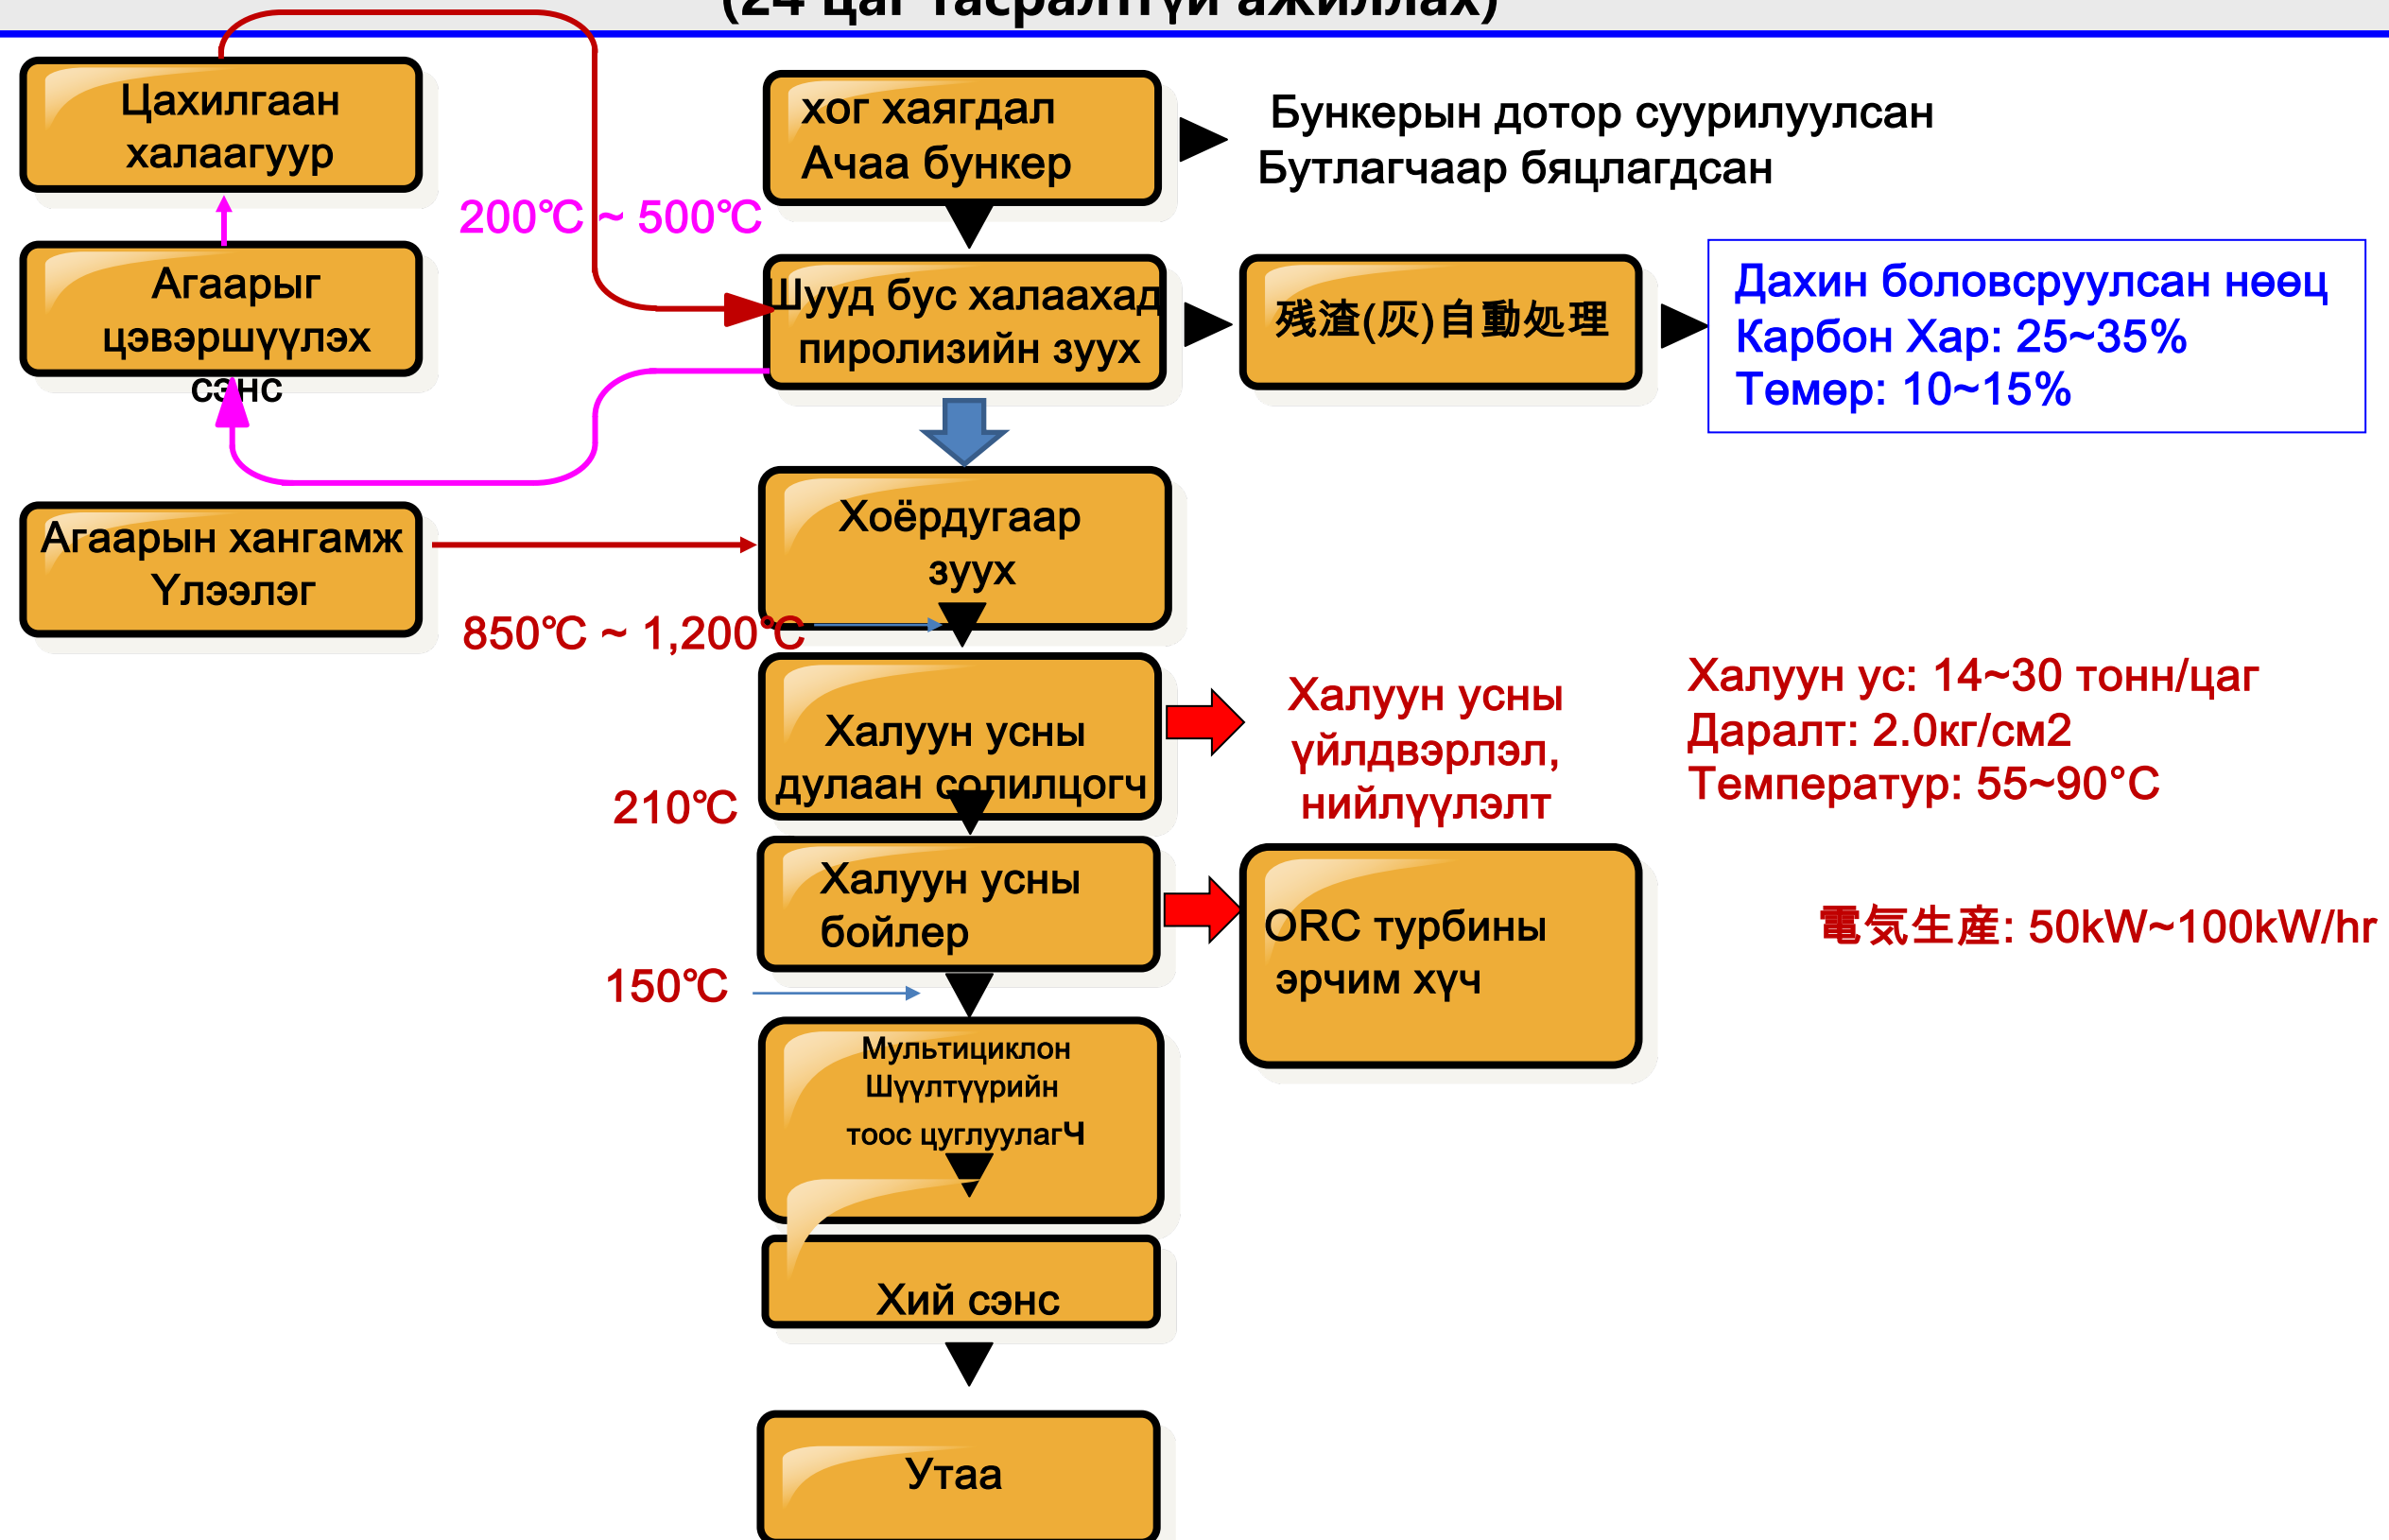 (24 цаг тасралтгүй ажиллах)
Цахилгаан
халаагуур
хог хаягдал
Ачаа бункер
Бункерын дотор суурилуулсан
Бутлагчаар бяцлагдсан
200℃ ~ 500℃
Агаарыг
цэвэршүүлэх
сэнс
Шууд бус халаахад
пиролизийн зуух
残渣(灰)自動処理
Дахин боловсруулсан нөөц
Карбон Хар: 25~35%
Төмөр: 10~15%
Агаарын хангамж
Үлээлэг
Хоёрдугаар
зуух
850℃ ~ 1,200℃
Халуун усны
дулаан солилцогч
Халуун усны
үйлдвэрлэл,
нийлүүлэлт
Халуун ус: 14~30 тонн/цаг
Даралт: 2.0кг/см2
Температур: 55~90°C
210℃
Халуун усны
бойлер
ORC турбины
эрчим хүч
電気生産: 50kW~100kW/hr
150℃
Мультициклон
Шүүлтүүрийн
тоос цуглуулагч
Хий сэнс
Утаа